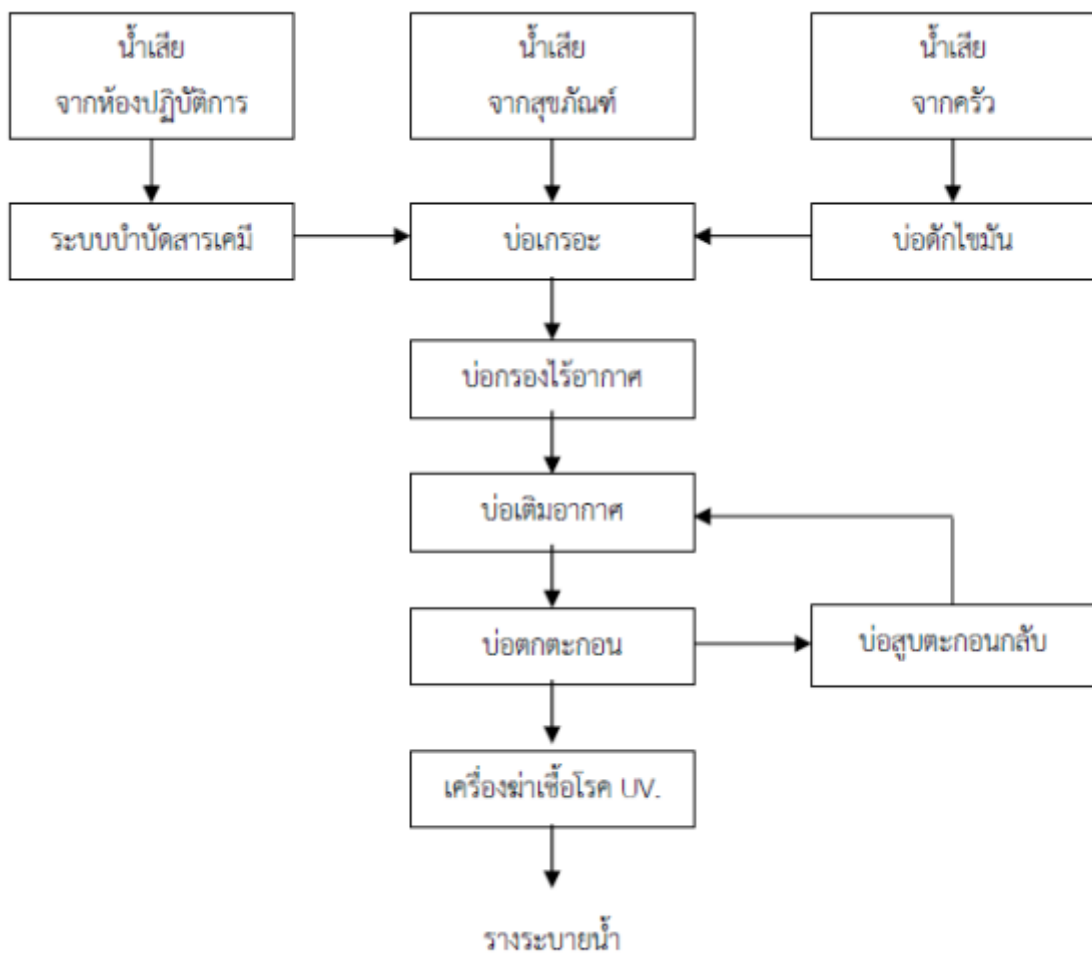 น้ำเสีย
จากห้องปฏิบัติการ
น้ำเสีย
จากสุขภัณฑ์
น้ำเสีย
จากครัว
ระบบบำบัดสารเคมี
บ่อเกรอะ
บ่อดักไขมัน
บ่อกรองไร้อากาศ
บ่อเติมอากาศ
บ่อตกตะกอน
บ่อสูบตะกอนกลับ
เครื่องฆ่าเชื้อโรค UV.
รางระบายน้ำ